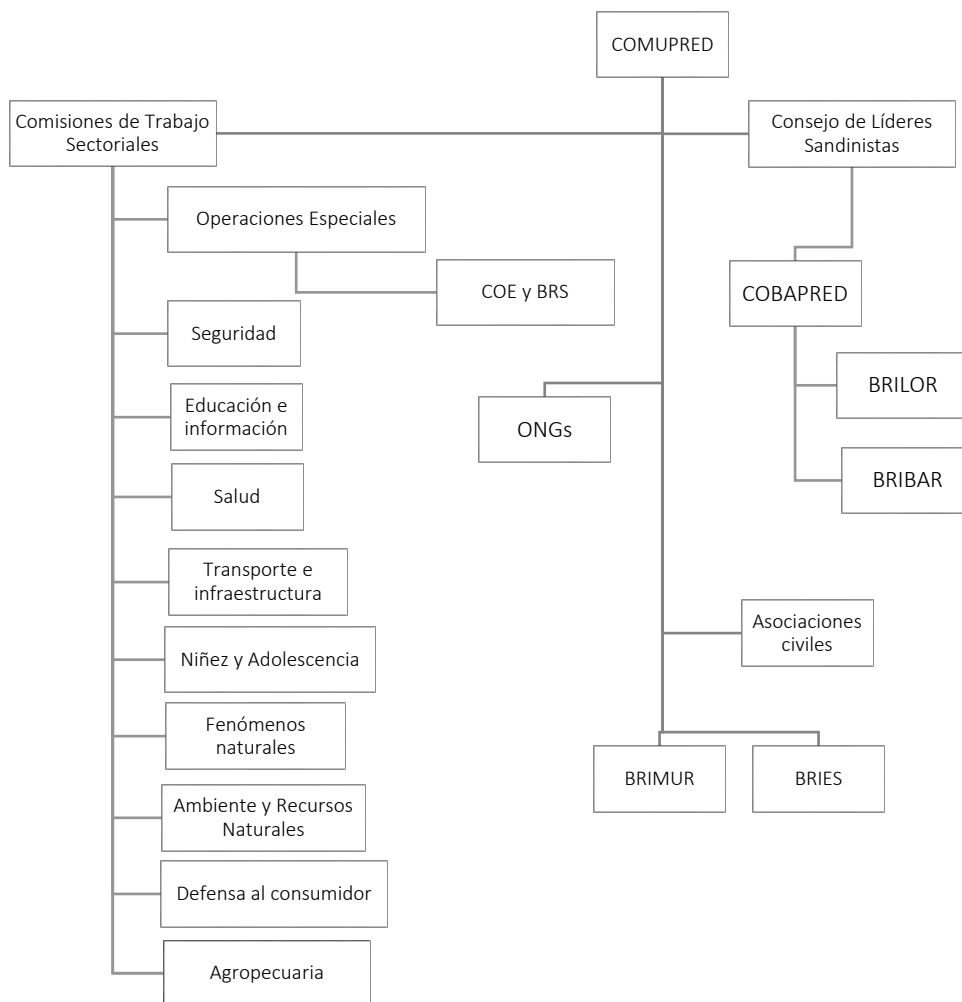 COMUPRED
Comisiones de Trabajo
Sectoriales
Consejo de Líderes
Sandinistas
Operaciones Especiales
COE y BRS
COBAPRED
Seguridad
BRILOR
Educación e
información
ONGs
BRIBAR
Salud
Transporte e
infraestructura
Asociaciones
civiles
Niñez y Adolescencia
Fenómenos
naturales
BRIMUR
BRIES
Ambiente y Recursos
Naturales
Defensa al consumidor
Agropecuaria